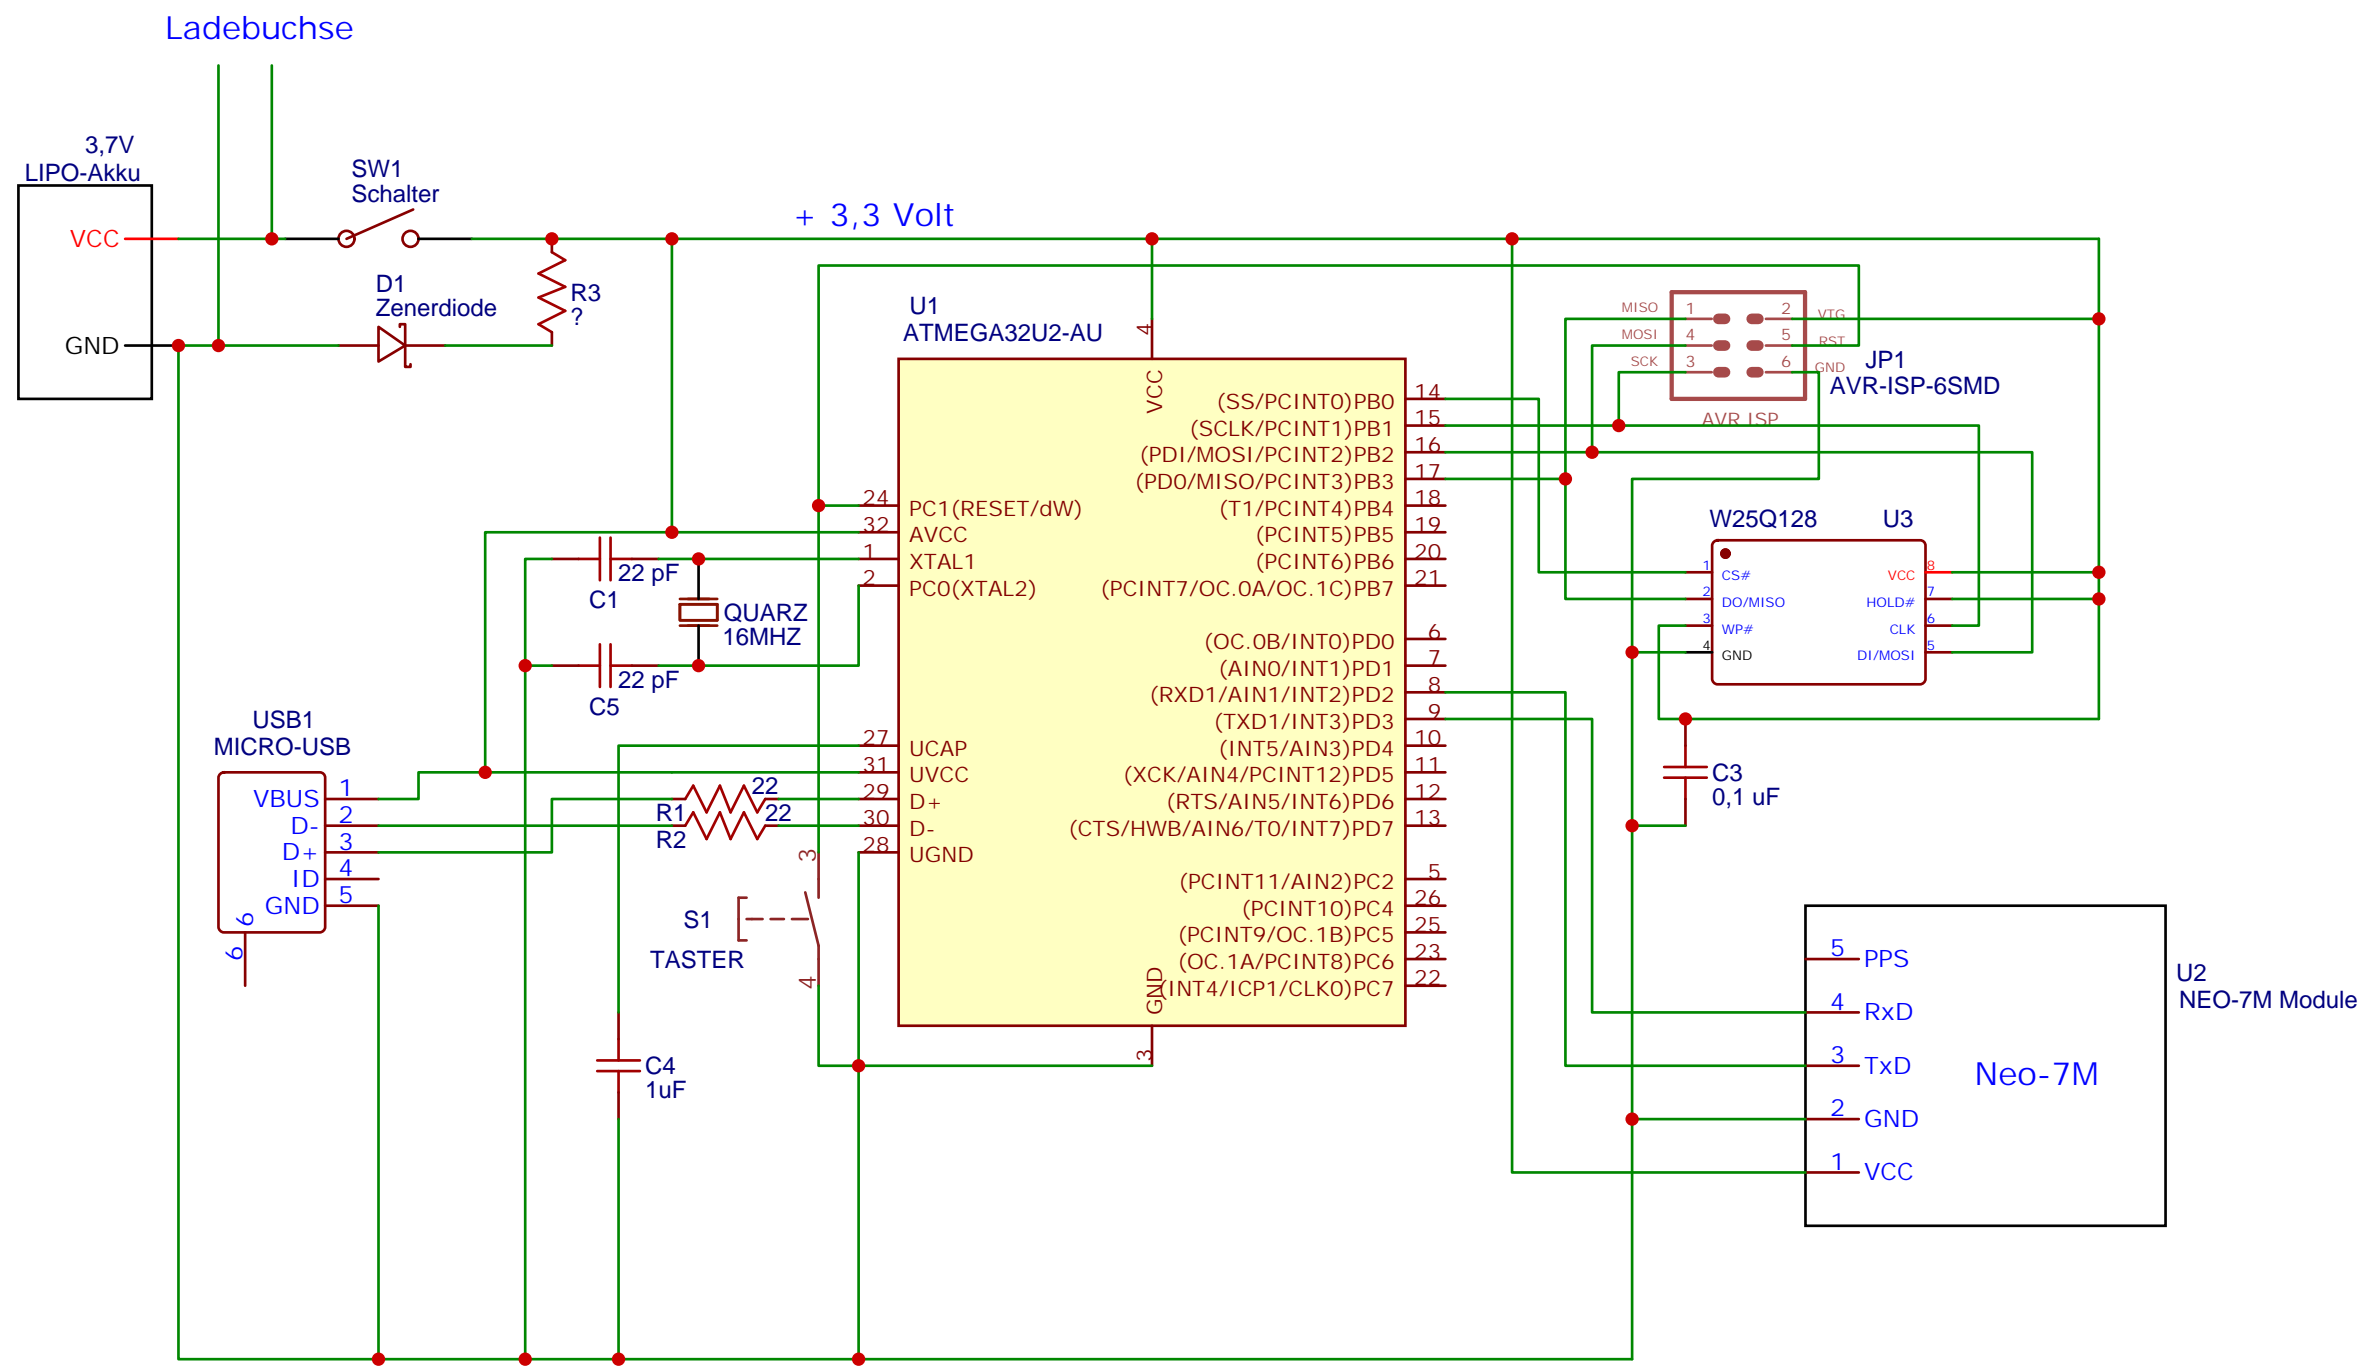 Ladebuchse
3,7V
LIPO-Akku
VCC
GND
SW1
Schalter
D1
Zenerdiode
R3
?
+ 3,3 Volt
U1
ATMEGA32U2-AU
4
VCC
24
PC1(RESET/dW)
32
AVCC
1
XTAL1
2
PC0(XTAL2)
27
UCAP
31
UVCC
29
D+
30
D-
28
UGND
(SS/PCINT0)PB0
14
(SCLK/PCINT1)PB1
15
(PDI/MOSI/PCINT2)PB2
16
(PD0/MISO/PCINT3)PB3
17
(T1/PCINT4)PB4
18
(PCINT5)PB5
19
(PCINT6)PB6
20
(PCINT7/OC.0A/OC.1C)PB7
21
(OC.0B/INT0)PD0
6
(AIN0/INT1)PD1
7
(RXD1/AIN1/INT2)PD2
8
(TXD1/INT3)PD3
9
(INT5/AIN3)PD4
10
(XCK/AIN4/PCINT12)PD5
11
(RTS/AIN5/INT6)PD6
12
(CTS/HWB/AIN6/T0/INT7)PD7
13
(PCINT11/AIN2)PC2
5
(PCINT10)PC4
26
(PCINT9/OC.1B)PC5
25
(OC.1A/PCINT8)PC6
23
(INT4/ICP1/CLK0)PC7
22
GND
3
22 pF
C1
QUARZ
16MHZ
22 pF
C5
USB1
MICRO-USB
VBUS
1
D-
2
D+
3
ID
4
GND
5
6
6
22
R1
22
R2
3
S1
TASTER
4
C4
1uF
MISO
1
2
VTG
MOSI
4
5
RST
SCK
3
6
GND
JP1
AVR-ISP-6SMD
AVR ISP
W25Q128
U3
1
CS#
2
DO/MISO
3
WP#
4
GND
VCC
8
HOLD#
7
CLK
6
DI/MOSI
5
C3
0,1 uF
5
PPS
4
RxD
3
TxD
2
GND
1
VCC
Neo-7M
U2
NEO-7M Module